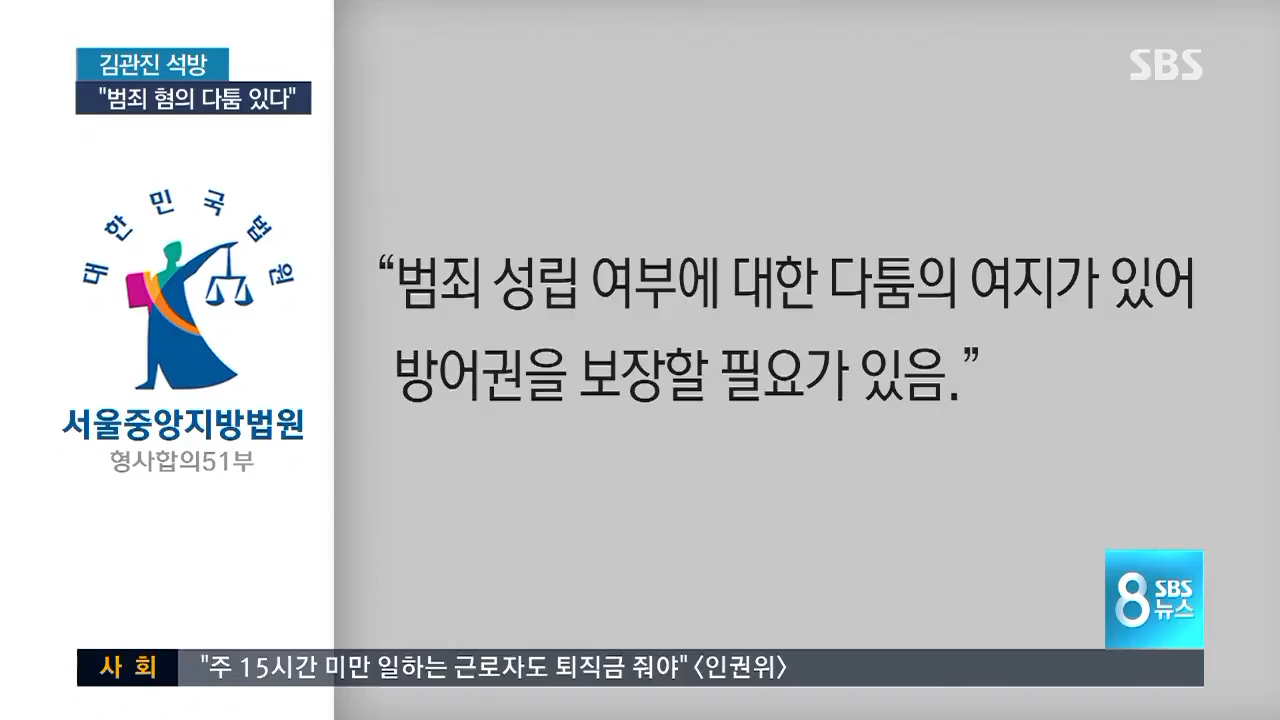 김관진 석방
"범죄 혐의 다툼 있다"
SBS
대한민국법원
서울중앙지방법원
형사합의51부
“범죄 성립 여부에 대한 다툼의 여지가 있어
방어권을 보장할 필요가 있음.”
8 SBS
뉴스
사 회 "주 15시간 미만 일하는 근로자도 퇴직금 줘야" <인권위>